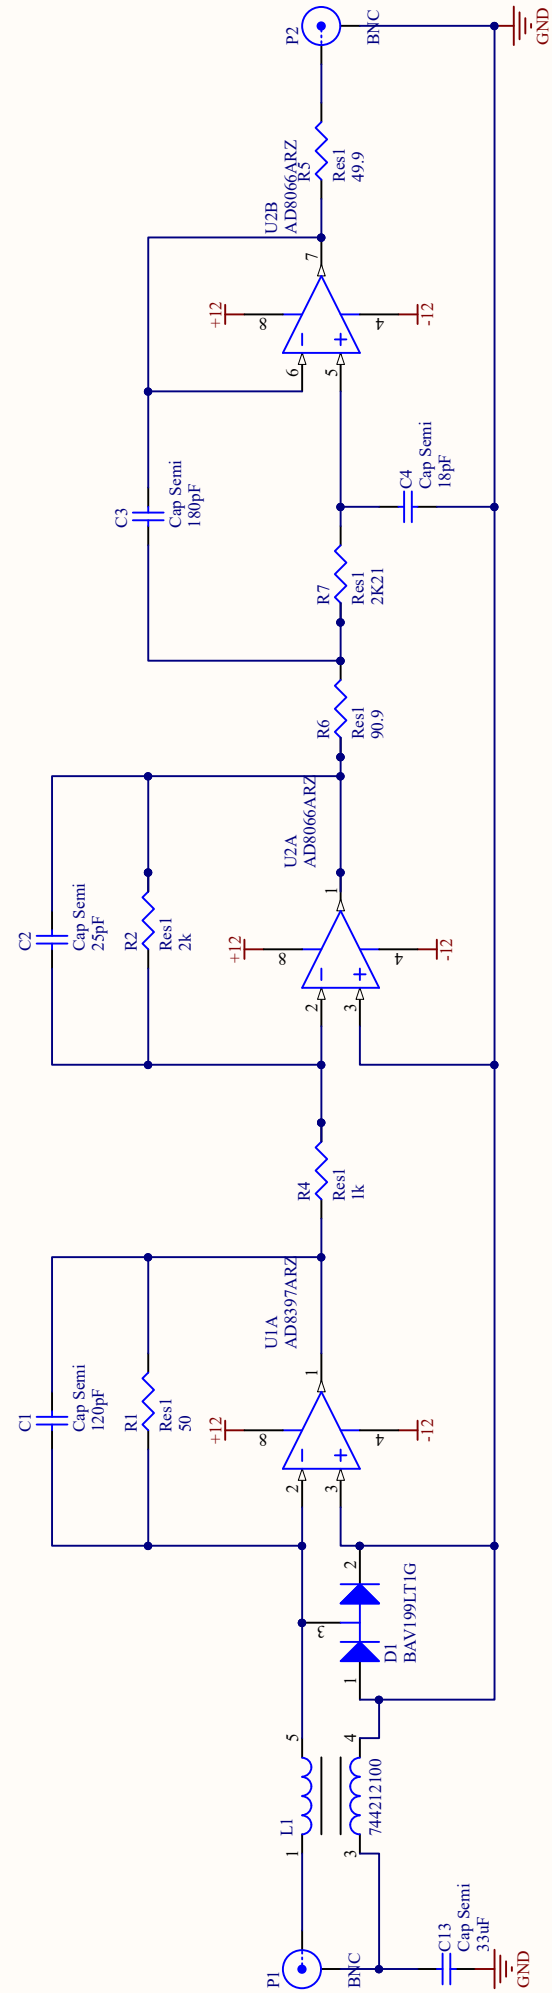 P1
BNC
C13
Cap Semi
33uF
GND
L1
1
5
3
4
744212100
1
2
3
D1
BAV199LT1G
C1
Cap Semi
120pF
R1
Res1
50
+12
8
2
3
1
4
-12
U1A
AD8397ARZ
R4
Res1
1k
C2
Cap Semi
25pF
R2
Res1
2k
+12
8
2
3
1
4
-12
U2A
AD8066ARZ
R6
Res1
90.9
R7
Res1
2K21
C3
Cap Semi
180pF
C4
Cap Semi
18pF
+12
8
6
5
7
4
-12
U2B
AD8066ARZ
R5
Res1
49.9
P2
BNC
GND